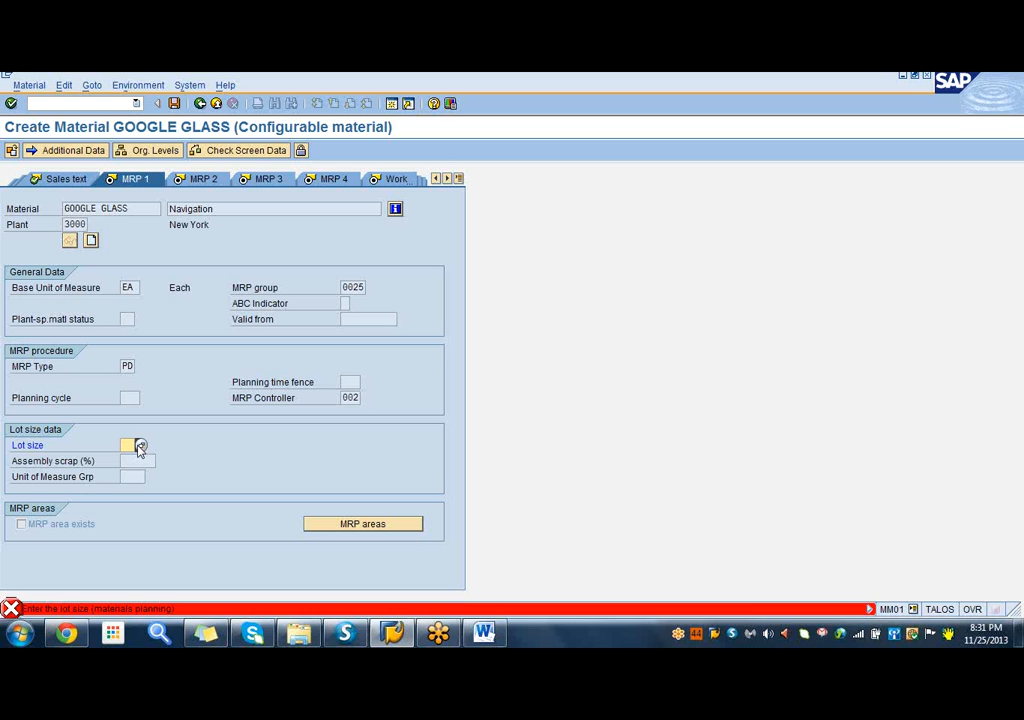 Material Edit Goto Environment System Help
SAP
Create Material GOOGLE GLASS (Configurable material)
Additional Data Org. Levels Check Screen Data
Sales text MRP 1 MRP 2 MRP 3 MRP 4 Work..
Material GOOGLE GLASS Navigation
Plant 3000 New York
General Data
Base Unit of Measure EA Each MRP group 0025
ABC Indicator
Plant-sp.matl status Valid from
MRP procedure
MRP Type PD
Planning time fence
Planning cycle MRP Controller 002
Lot size data
Lot size
Assembly scrap (%)
Unit of Measure Grp
MRP areas
MRP area exists MRP areas
Enter the lot size (materials planning) MM01 TALOS OVR
44 8:31 PM
11/25/2013